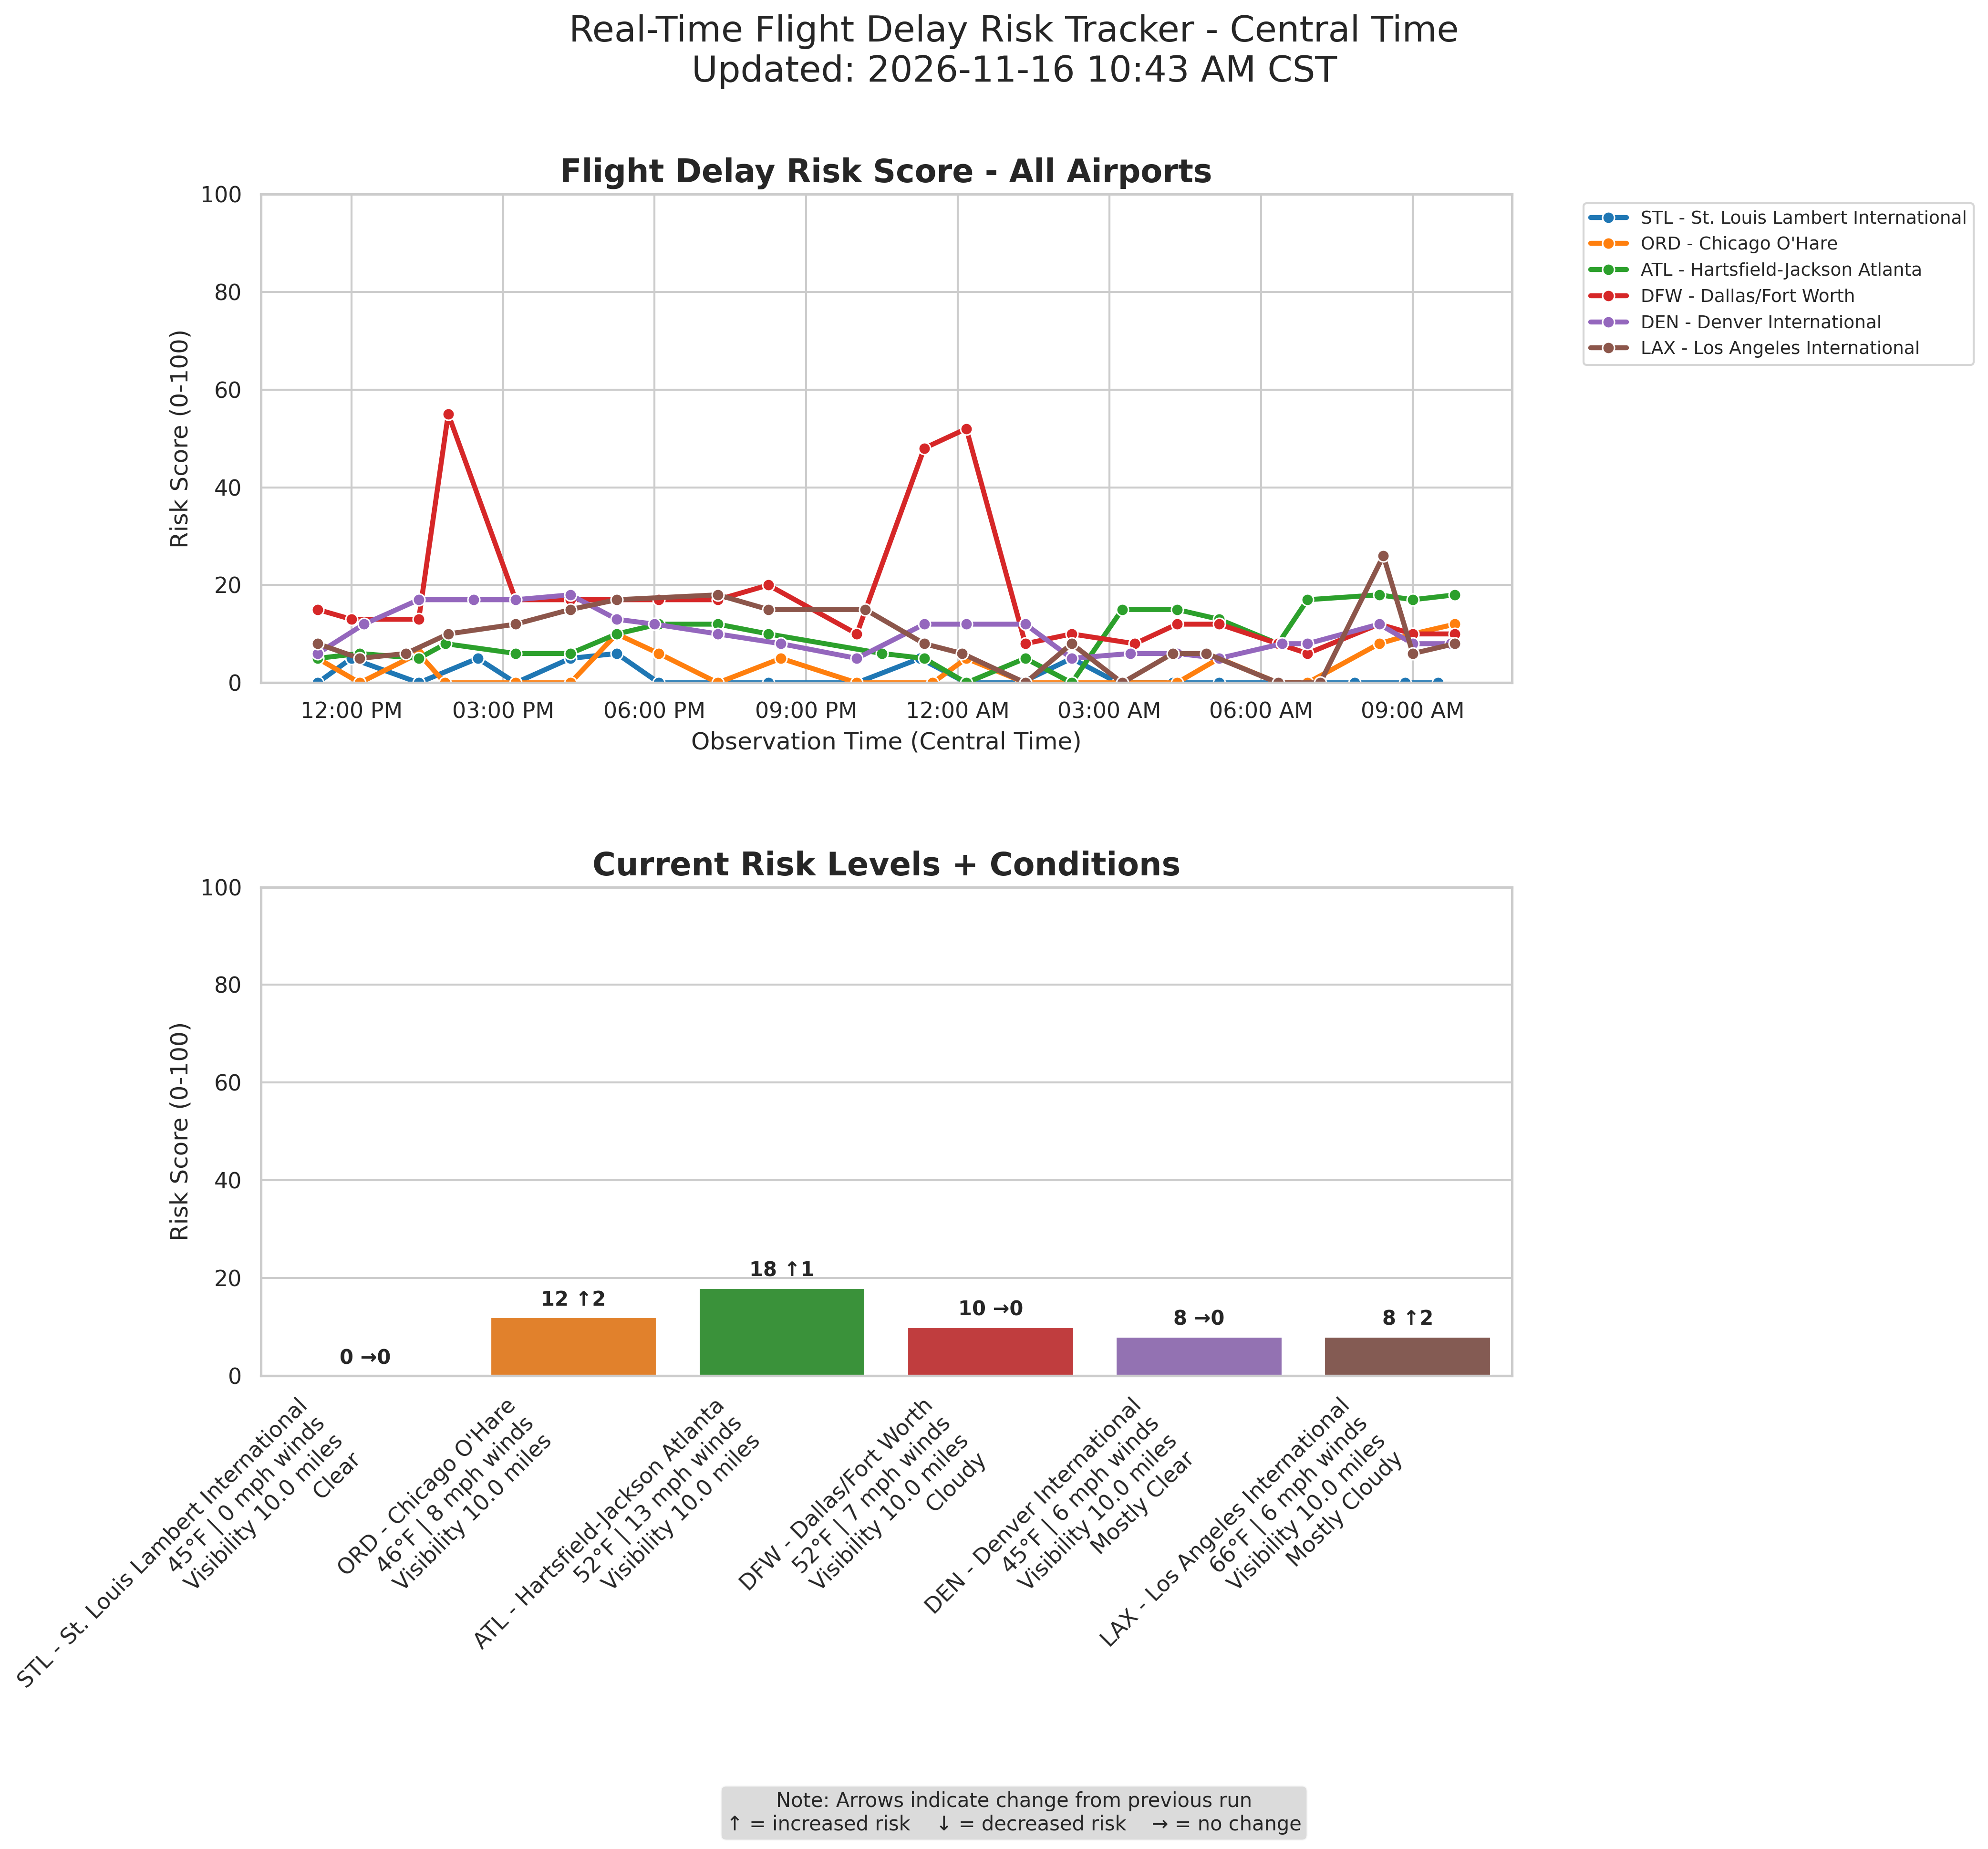 Real-Time Flight Delay Risk Tracker - Central Time
Updated: 2026-11-16 10:43 AM CST
Flight Delay Risk Score - All Airports
100
80
60
40
20
0
Risk Score (0-100)
12:00 PM
03:00 PM
06:00 PM
09:00 PM
12:00 AM
03:00 AM
06:00 AM
09:00 AM
Observation Time (Central Time)
STL - St. Louis Lambert International
ORD - Chicago O'Hare
ATL - Hartsfield-Jackson Atlanta
DFW - Dallas/Fort Worth
DEN - Denver International
LAX - Los Angeles International
Current Risk Levels + Conditions
100
80
60
40
20
0
Risk Score (0-100)
0 →0
12 ↑2
18 ↑1
10 →0
8 →0
8 ↑2
STL - St. Louis Lambert International
45°F | 0 mph winds
Visibility 10.0 miles
Clear
ORD - Chicago O'Hare
46°F | 8 mph winds
Visibility 10.0 miles
ATL - Hartsfield-Jackson Atlanta
52°F | 13 mph winds
Visibility 10.0 miles
DFW - Dallas/Fort Worth
52°F | 7 mph winds
Visibility 10.0 miles
Cloudy
DEN - Denver International
45°F | 6 mph winds
Visibility 10.0 miles
Mostly Clear
LAX - Los Angeles International
66°F | 6 mph winds
Visibility 10.0 miles
Mostly Cloudy
Note: Arrows indicate change from previous run
↑ = increased risk ↓ = decreased risk → = no change